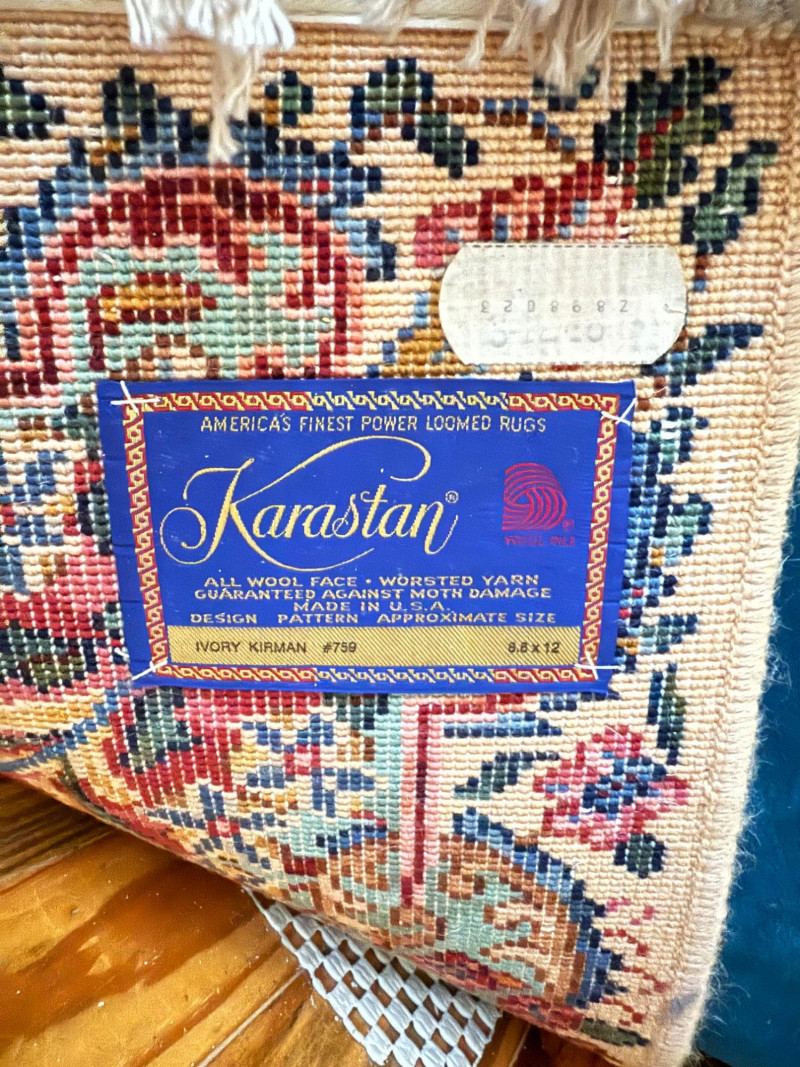 AMERICA'S FINEST POWER LOOMED RUGS
Karastan®
ALL WOOL FACE • WORSTED YARN
GUARANTEED AGAINST MOTH DAMAGE
MADE IN U.S.A.
DESIGN PATTERN APPROXIMATE SIZE
IVORY KIRMAN #759 8.8 x 12